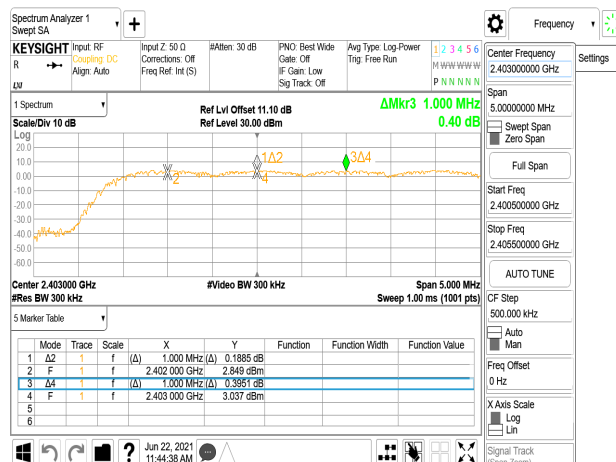 Spectrum Analyzer 1
Swept SA
▼
+
Frequency
▼
KEYSIGHT
R
LXI
Input: RF
Coupling: DC
Align: Auto
Input Z: 50 Ω
Corrections: Off
Freq Ref: Int (S)
#Atten: 30 dB
PNO: Best Wide
Gate: Off
IF Gain: Low
Sig Track: Off
Avg Type: Log-Power
Trig: Free Run
1 2 3 4 5 6
M W W W W W
P N N N N N
Center Frequency
2.403000000 GHz
Settings
1 Spectrum ▼
Scale/Div 10 dB
Ref Lvl Offset 11.10 dB
Ref Level 30.00 dBm
ΔMkr3 1.000 MHz
0.40 dB
Log
20.0
10.0
0.00
-10.0
-20.0
-30.0
-40.0
-50.0
-60.0
1Δ2
3Δ4
2
4
Center 2.403000 GHz
#Res BW 300 kHz
#Video BW 300 kHz
Span 5.000 MHz
Sweep 1.00 ms (1001 pts)
Span
5.00000000 MHz
Swept Span
Zero Span
Full Span
Start Freq
2.400500000 GHz
Stop Freq
2.405500000 GHz
AUTO TUNE
CF Step
500.000 kHz
Auto
Man
Freq Offset
0 Hz
X Axis Scale
Log
Lin
Signal Track
(Span Zoom)
5 Marker Table ▼
Mode Trace Scale X Y Function Function Width Function Value
1 Δ2 1 f (Δ) 1.000 MHz (Δ) 0.1885 dB
2 F 1 f 2.402 000 GHz 2.849 dBm
3 Δ4 1 f (Δ) 1.000 MHz (Δ) 0.3951 dB
4 F 1 f 2.403 000 GHz 3.037 dBm
5
6
?
Jun 22, 2021
11:44:38 AM